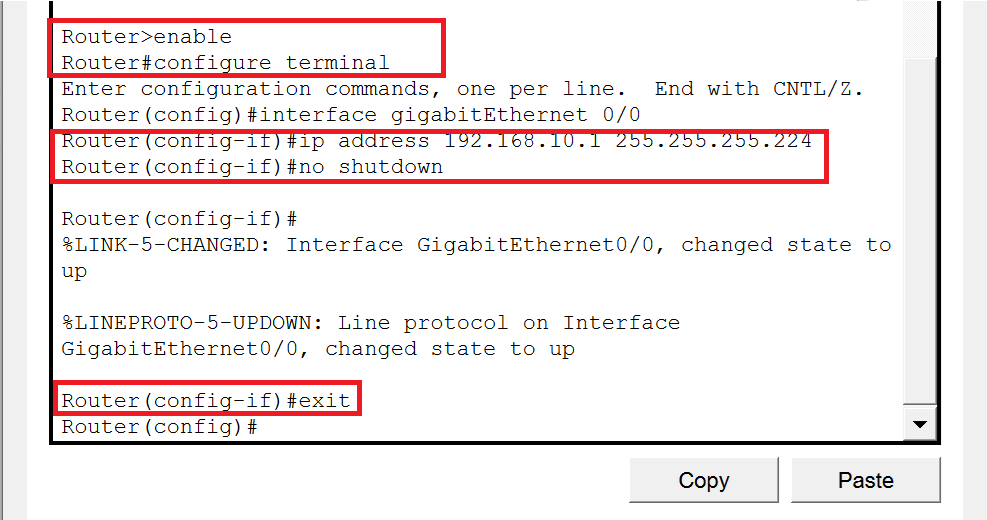 Router>enable
Router#configure terminal
Enter configuration commands, one per line.  End with CNTL/Z.
Router(config)#interface gigabitEthernet 0/0
Router(config-if)#ip address 192.168.10.1 255.255.255.224
Router(config-if)#no shutdown
Router(config-if)#
%LINK-5-CHANGED: Interface GigabitEthernet0/0, changed state to
up
%LINEPROTO-5-UPDOWN: Line protocol on Interface
GigabitEthernet0/0, changed state to up
Router(config-if)#exit
Router(config)#
Copy
Paste